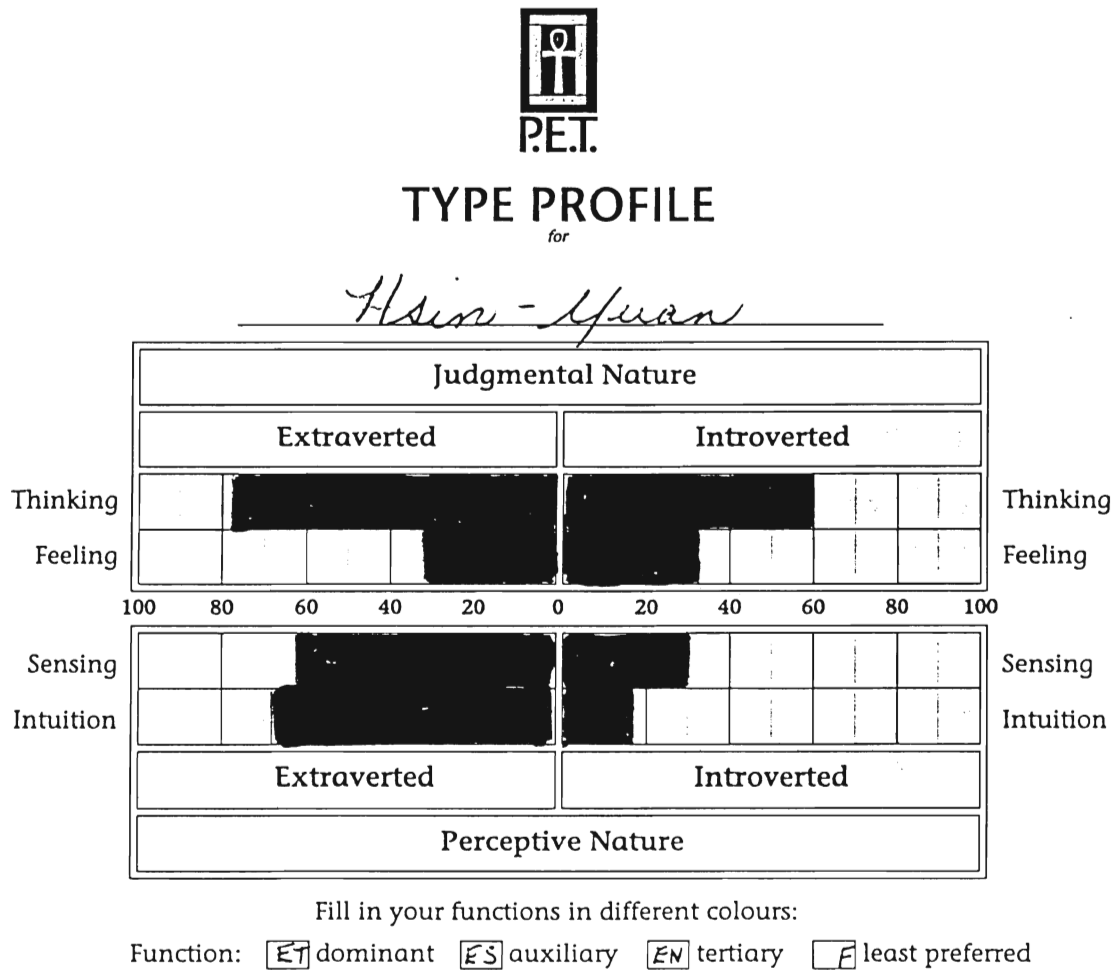 P.E.T.
TYPE PROFILE
for
Hsin-Yuan
Judgmental Nature
Extraverted Introverted
Thinking Thinking
Feeling Feeling
100 80 60 40 20 0 20 40 60 80 100
Sensing Sensing
Intuition Intuition
Extraverted Introverted
Perceptive Nature
Fill in your functions in different colours:
Function: ET dominant ES auxiliary EN tertiary F least preferred